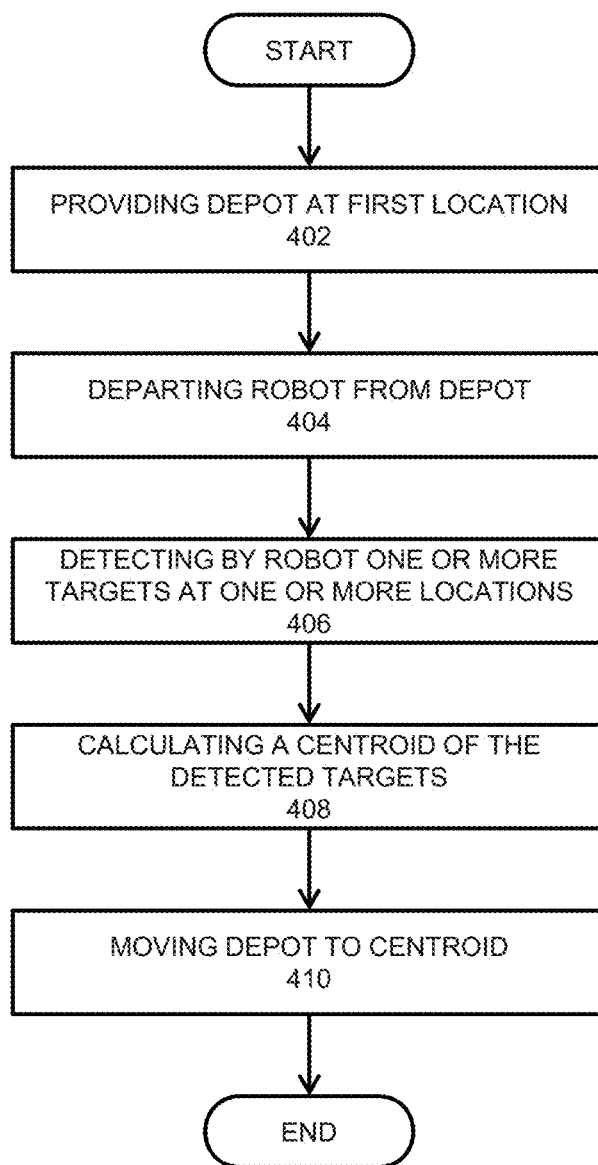 START
PROVIDING DEPOT AT FIRST LOCATION
402
DEPARTING ROBOT FROM DEPOT
404
DETECTING BY ROBOT ONE OR MORE
TARGETS AT ONE OR MORE LOCATIONS
406
CALCULATING A CENTROID OF THE
DETECTED TARGETS
408
MOVING DEPOT TO CENTROID
410
END